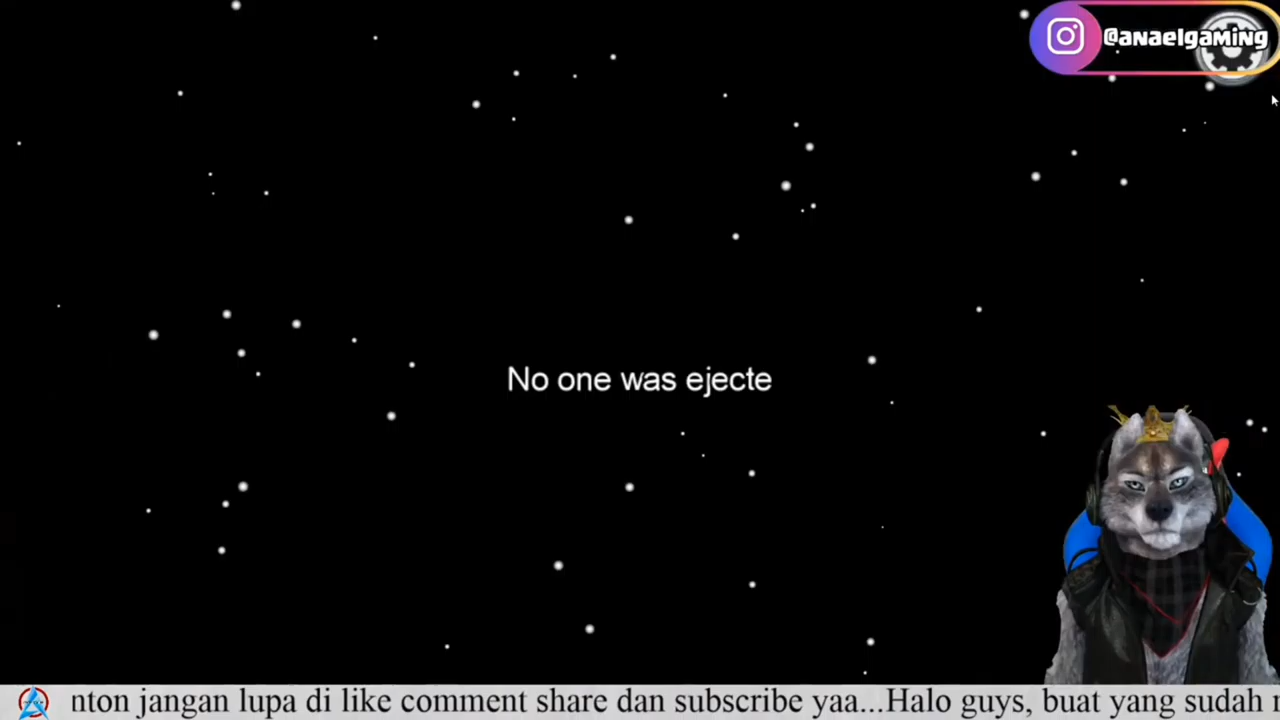 @anaelgaming
No one was ejecte
nton jangan lupa di like comment share dan subscribe yaa...Halo guys, buat yang sudah